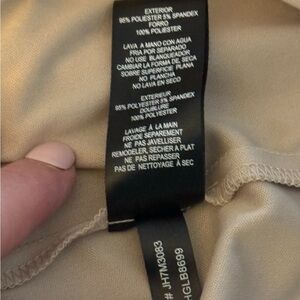 EXTERIOR
95% POLIESTER 5% SPANDEX
FORRO
100% POLIESTER
LAVA A MANO CON AGUA
FRIA POR SEPARADO
NO USE BLANQUEADOR
CAMBIAR LA FORMA DE, SECA
SOBRE SUPERFICIE PLANA
NO PLANCHA
NO LAVA EN SECO
EXTERIEUR
95% POLYESTER 5% SPANDEX
DOUBLURE
100% POLYESTER
LAVAGE À LA MAIN
FROIDE SEPAREMENT
NE PAS JAVELLISER
REMODELER, SECHER A PLAT
NE PAS REPASSER
PAS DE NETTOYAGE À SEC
# JH7M3083
HGLB8699